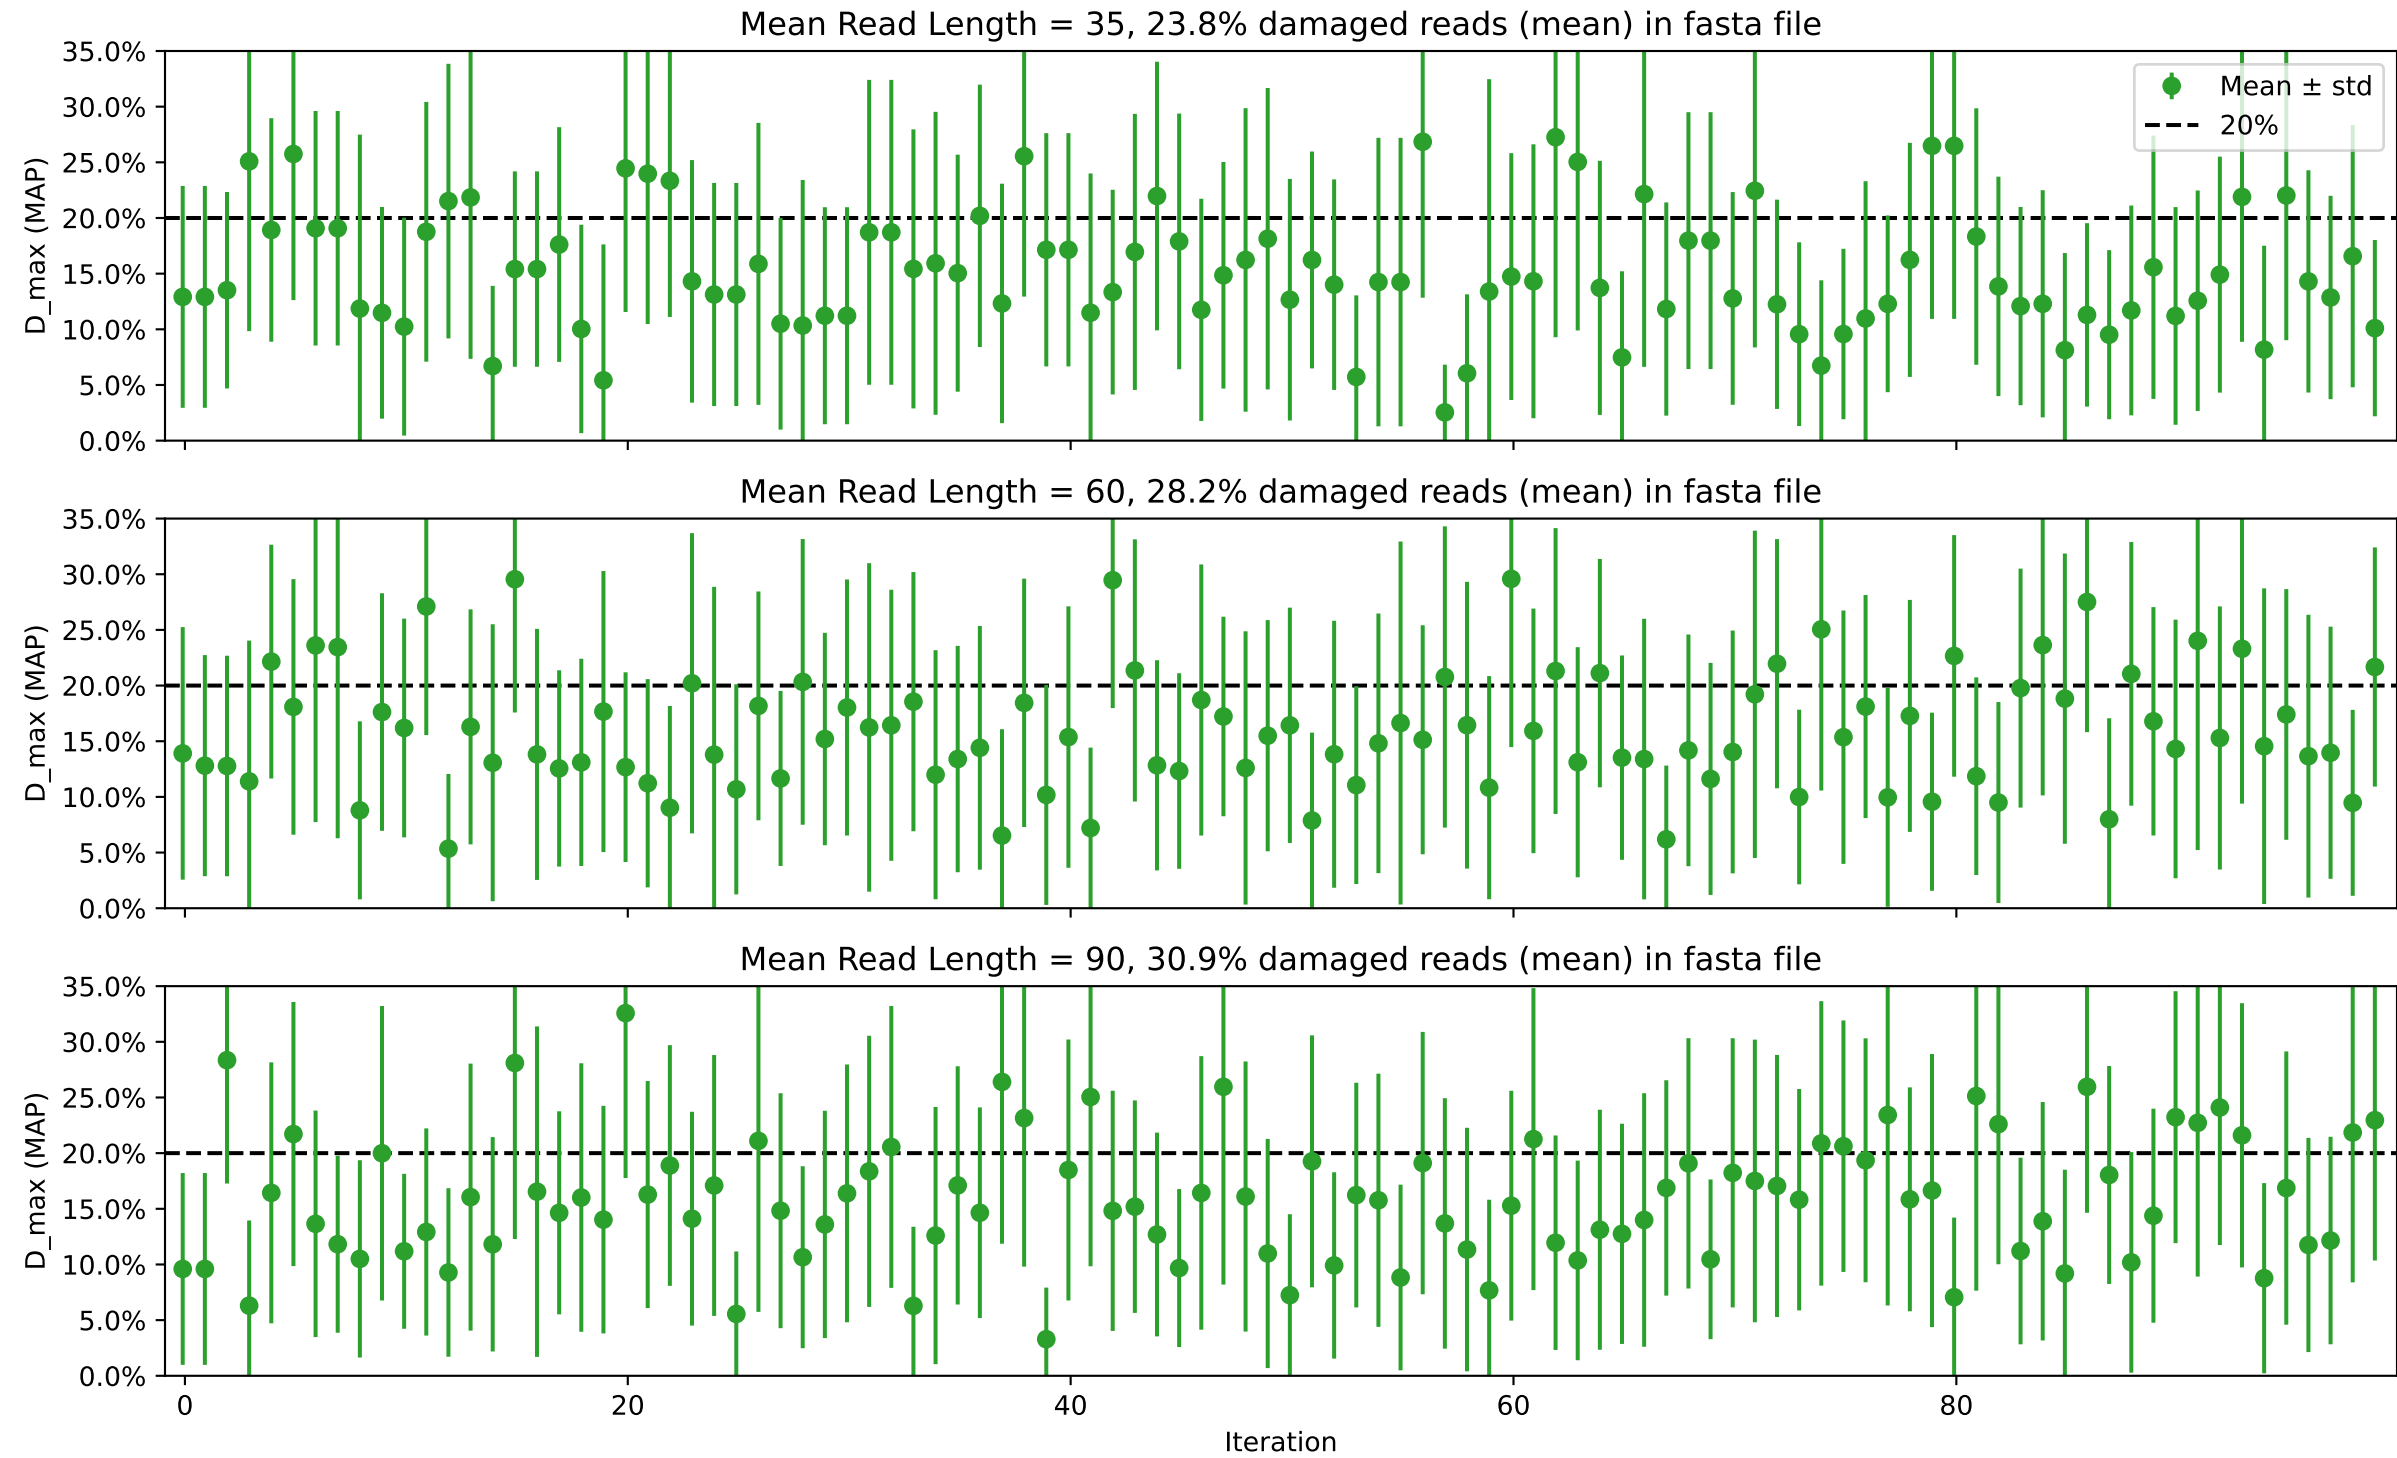 Mean Read Length = 35, 23.8% damaged reads (mean) in fasta file
35.0%
30.0%
25.0%
20.0%
15.0%
10.0%
5.0%
0.0%
D_max (MAP)
Mean ± std
20%
Mean Read Length = 60, 28.2% damaged reads (mean) in fasta file
35.0%
30.0%
25.0%
20.0%
15.0%
10.0%
5.0%
0.0%
D_max (MAP)
Mean Read Length = 90, 30.9% damaged reads (mean) in fasta file
35.0%
30.0%
25.0%
20.0%
15.0%
10.0%
5.0%
0.0%
D_max (MAP)
0 20 40 60 80
Iteration